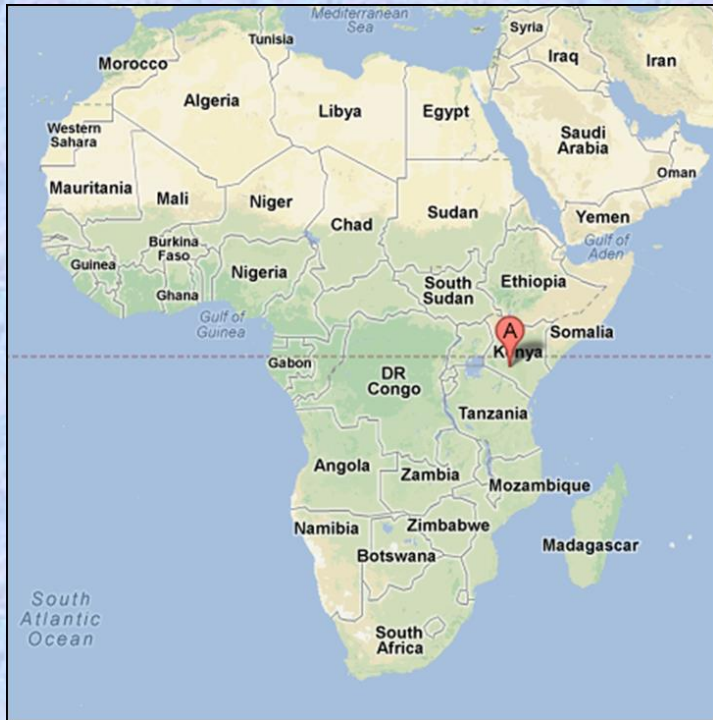 Mediterranean
Sea
Syria
Tunisia
Morocco
Iraq
Iran
Algeria
Libya
Egypt
Western
Sahara
Saudi
Arabia
Oman
Mauritania
Mali
Niger
Chad
Sudan
Yemen
Gulf of
Aden
Burkina
Faso
Guinea
Nigeria
Ethiopia
South
Sudan
Ghana
Gulf of
Guinea
A
Somalia
Kenya
Gabon
DR
Congo
Tanzania
Angola
Zambia
Mozambique
Namibia
Zimbabwe
Madagascar
Botswana
South
Atlantic
Ocean
South
Africa